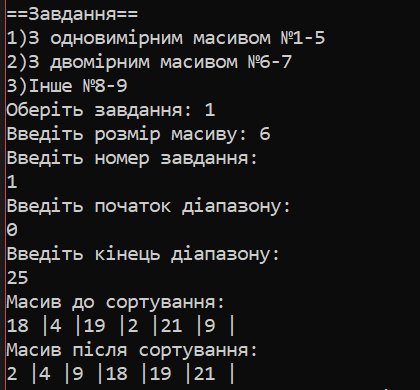 ==Завдання==
1)З одновимірним масивом №1-5
2)З двомірним масивом №6-7
3)Інше №8-9
Оберіть завдання: 1
Введіть розмір масиву: 6
Введіть номер завдання:
1
Введіть початок діапазону:
0
Введіть кінець діапазону:
25
Масив до сортування:
18 |4 |19 |2 |21 |9 |
Масив після сортування:
2 |4 |9 |18 |19 |21 |